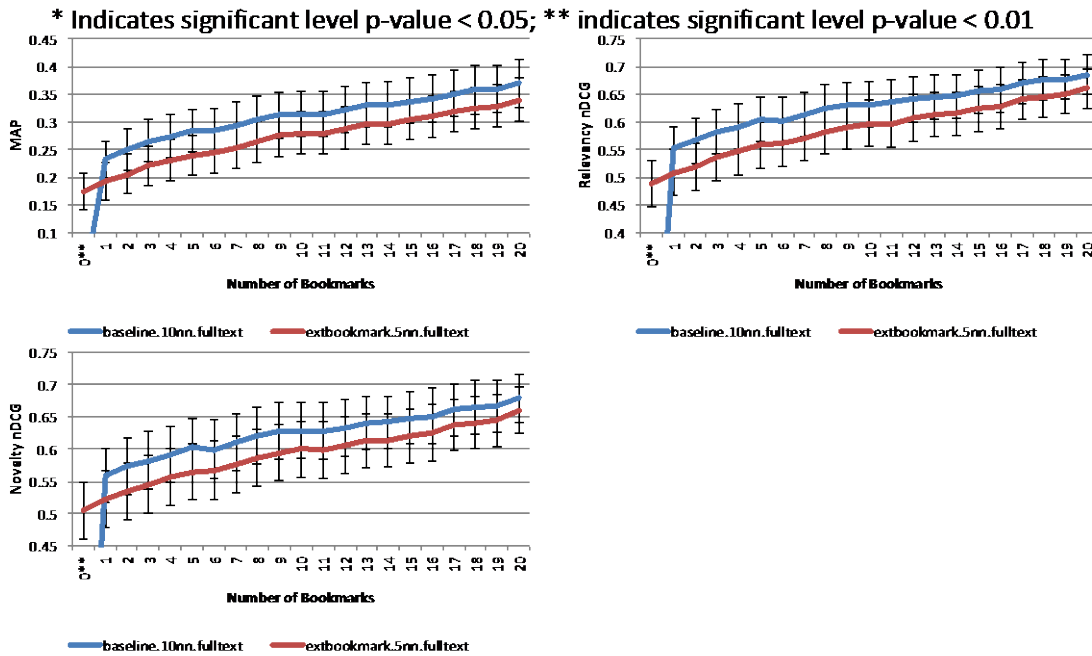 * Indicates significant level p-value < 0.05; ** indicates significant level p-value < 0.01
0.45
0.4
0.35
0.3
0.25
0.2
0.15
0.1
MAP
0** 1 2 3 4 5 6 7 8 9 10 11 12 13 14 15 16 17 18 19 20
Number of Bookmarks
baseline.10nn.fulltext extbookmark.5nn.fulltext
0.75
0.7
0.65
0.6
0.55
0.5
0.45
0.4
Relevancy nDCG
0** 1 2 3 4 5 6 7 8 9 10 11 12 13 14 15 16 17 18 19 20
Number of Bookmarks
baseline.10nn.fulltext extbookmark.5nn.fulltext
0.75
0.7
0.65
0.6
0.55
0.5
0.45
Novelty nDCG
0** 1 2 3 4 5 6 7 8 9 10 11 12 13 14 15 16 17 18 19 20
Number of Bookmarks
baseline.10nn.fulltext extbookmark.5nn.fulltext